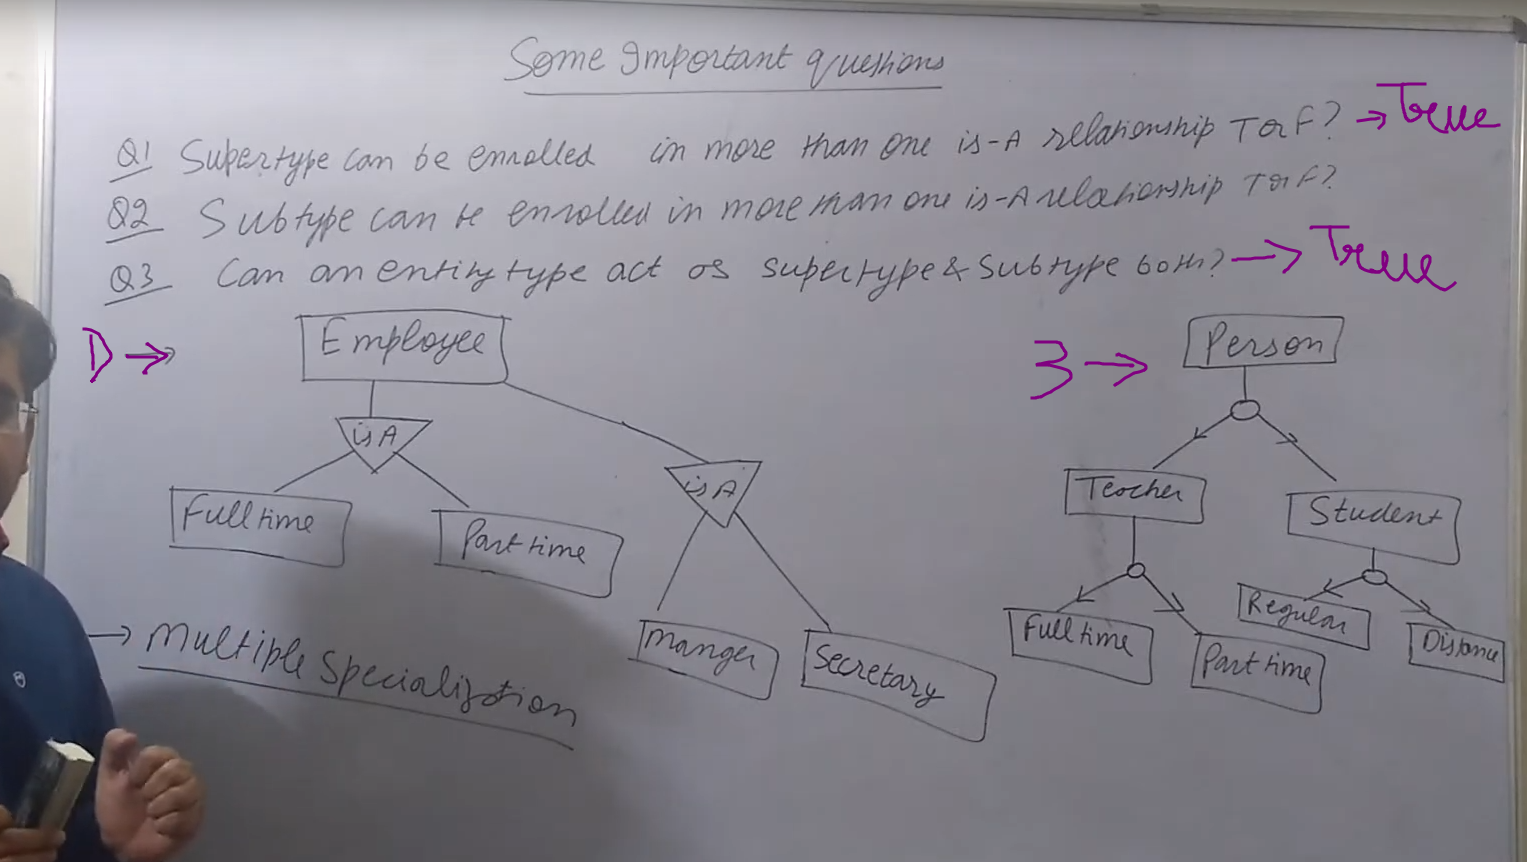 Some Important questions
Q1 Supertype can be enrolled in more than one is-A relationship T or F? → True
Q2 Subtype can be enrolled in more than one is-A relationship T or F?
Q3 Can an entity type act as supertype & Subtype both? → True
1) → Employee
3 → Person
is A
is A
Teacher
Student
Full time
Part time
Full time
Part time
Regular
Distance
→ Multiple Specialization
Manger
Secretary